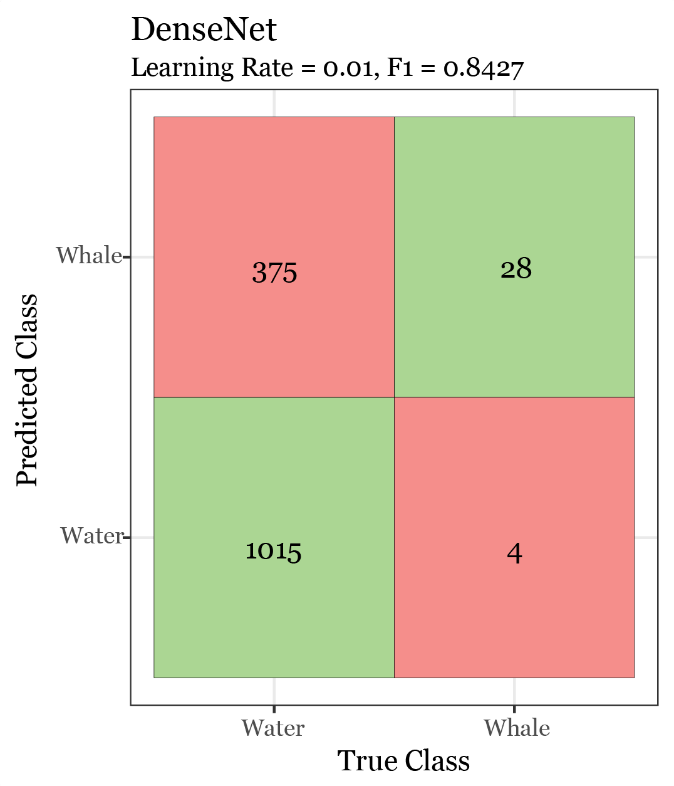 DenseNet
Learning Rate = 0.01, F1 = 0.8427
Whale
375
28
Predicted Class
Water
1015
4
Water
Whale
True Class